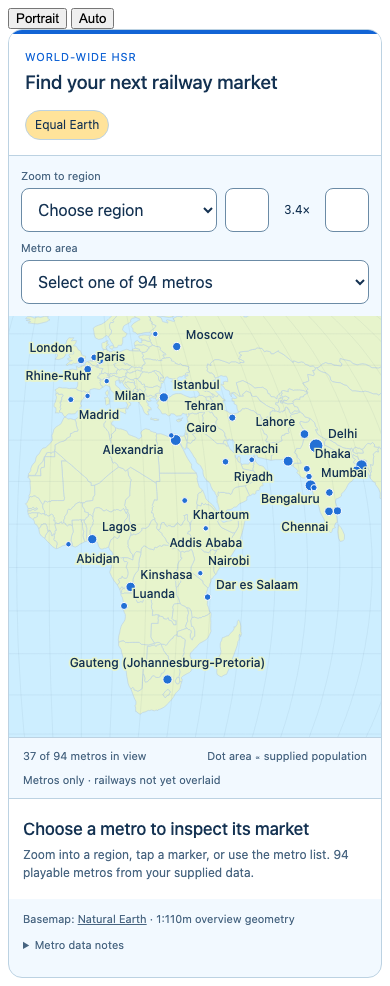 Portrait Auto
WORLD-WIDE HSR
Find your next railway market
Equal Earth
Zoom to region
Choose region 3.4×
Metro area
Select one of 94 metros
Moscow
London
Paris
Rhine-Ruhr
Istanbul
Milan
Tehran
Madrid
Lahore
Cairo
Delhi
Alexandria
Karachi
Dhaka
Riyadh
Mumbai
Bengaluru
Khartoum
Lagos
Chennai
Addis Ababa
Abidjan
Nairobi
Kinshasa
Dar es Salaam
Luanda
Gauteng (Johannesburg-Pretoria)
37 of 94 metros in view Dot area = supplied population
Metros only · railways not yet overlaid
Choose a metro to inspect its market
Zoom into a region, tap a marker, or use the metro list. 94
playable metros from your supplied data.
Basemap: Natural Earth · 1:110m overview geometry
Metro data notes